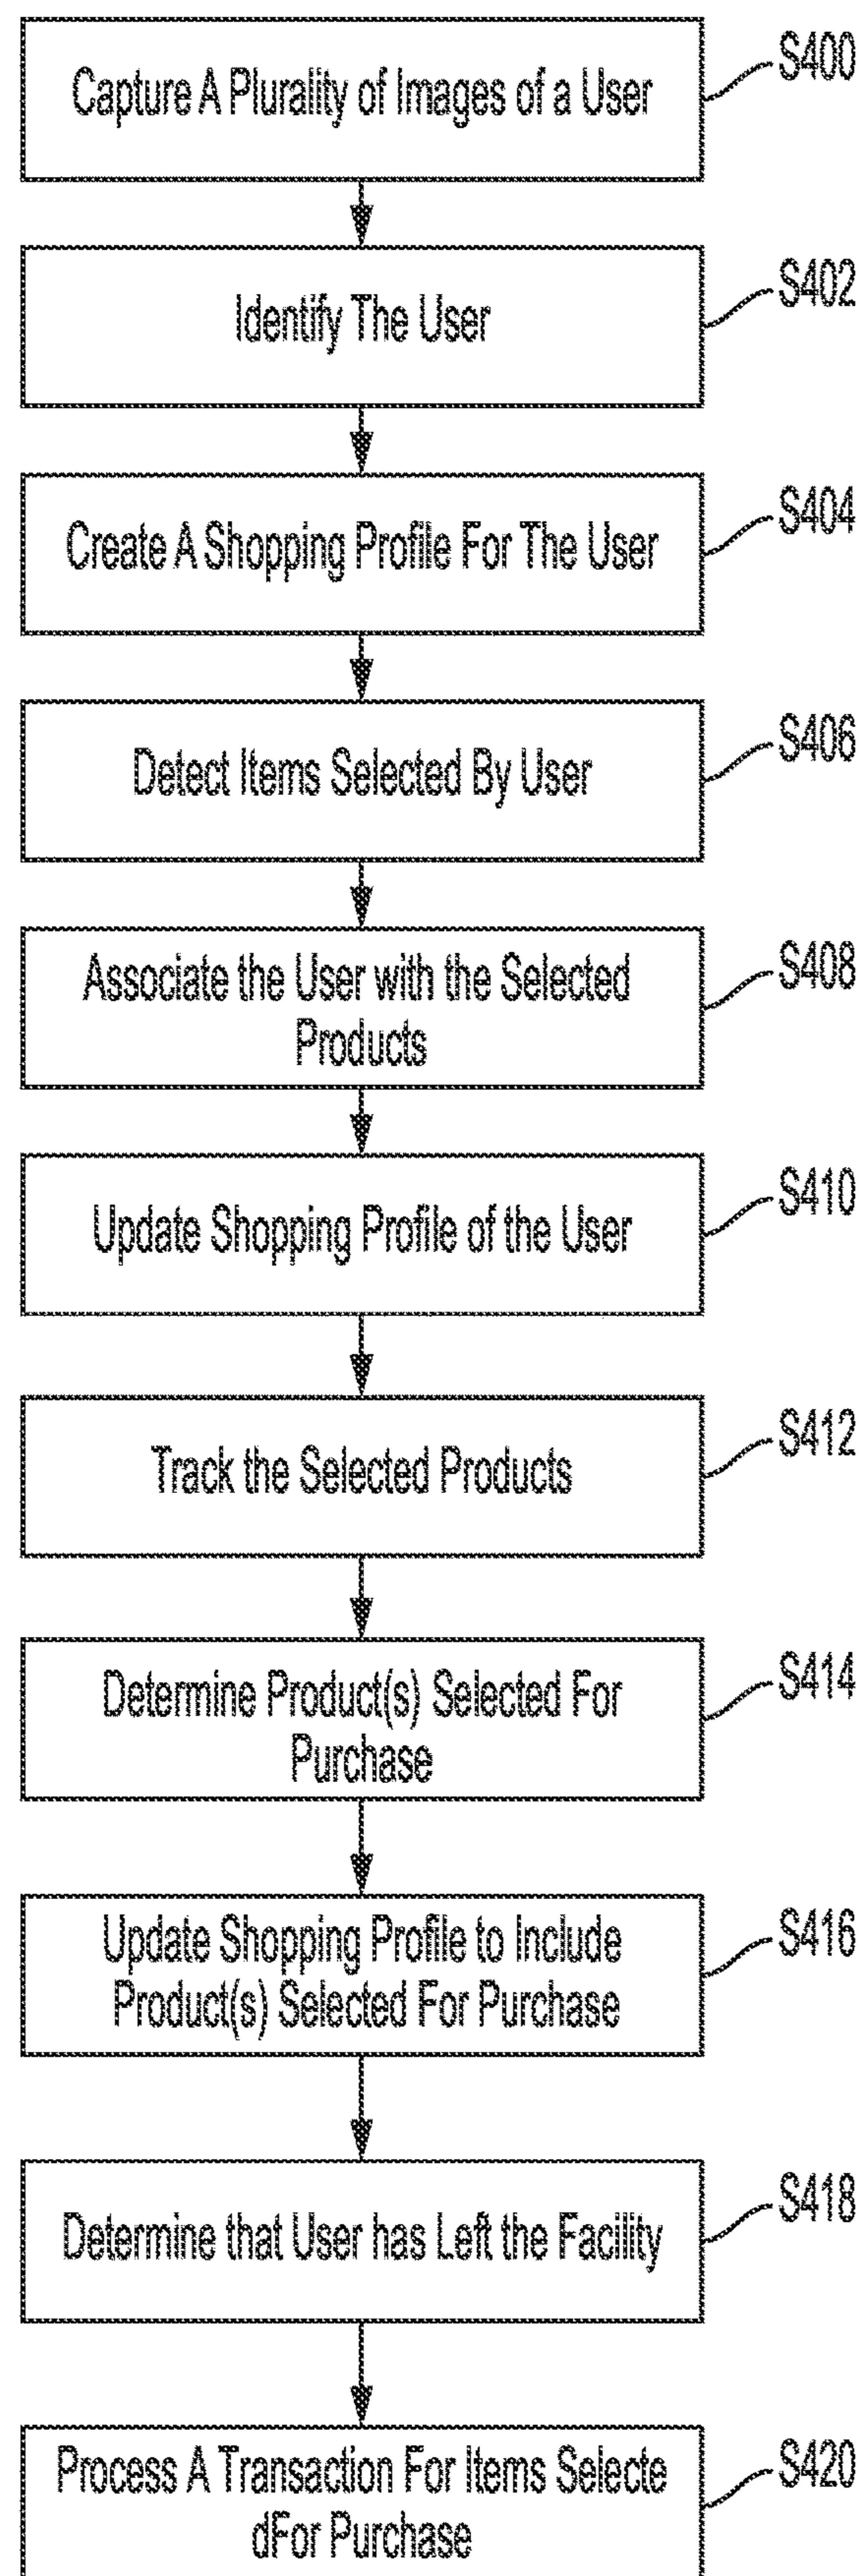 Capture A Plurality of Images of a User
S400
Identify The User
S402
Create A Shopping Profile For The User
S404
Detect Items Selected By User
S406
Associate the User with the Selected
Products
S408
Update Shopping Profile of the User
S410
Track the Selected Products
S412
Determine Product(s) Selected For
Purchase
S414
Update Shopping Profile to Include
Product(s) Selected For Purchase
S416
Determine that User has Left the Facility
S418
Process A Transaction For Items Selecte
dFor Purchase
S420